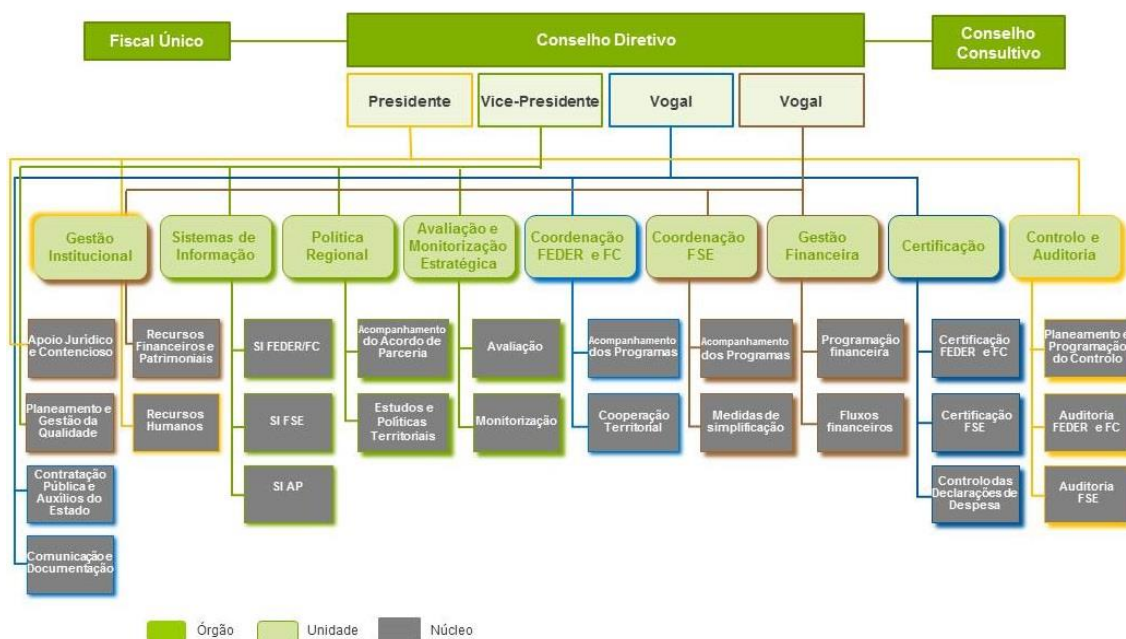 Fiscal Único
Conselho Diretivo
Conselho
Consultivo
Presidente
Vice-Presidente
Vogal
Vogal
Gestão
Institucional
Sistemas de
Informação
Política
Regional
Avaliação e
Monitorização
Estratégica
Coordenação
FEDER e FC
Coordenação
FSE
Gestão
Financeira
Certificação
Controlo e
Auditoria
Apoio Jurídico
e Contencioso
Recursos
Financeiros e
Patrimoniais
SI FEDER/FC
Acompanhamento
do Acordo de
Parceria
Avaliação
Acompanhamento
dos Programas
Acompanhamento
dos Programas
Programação
financeira
Certificação
FEDER e FC
Planeamento e
Programação
do Controlo
Planeamento e
Gestão da
Qualidade
Recursos
Humanos
SI FSE
Estudos e
Políticas
Territoriais
Monitorização
Cooperação
Territorial
Medidas de
simplificação
Fluxos
financeiros
Certificação
FSE
Auditoria
FEDER e FC
Contratação
Pública e
Auxílios do
Estado
SI AP
Controlo das
Declarações de
Despesa
Auditoria
FSE
Comunicação e
Documentação
Órgão
Unidade
Núcleo